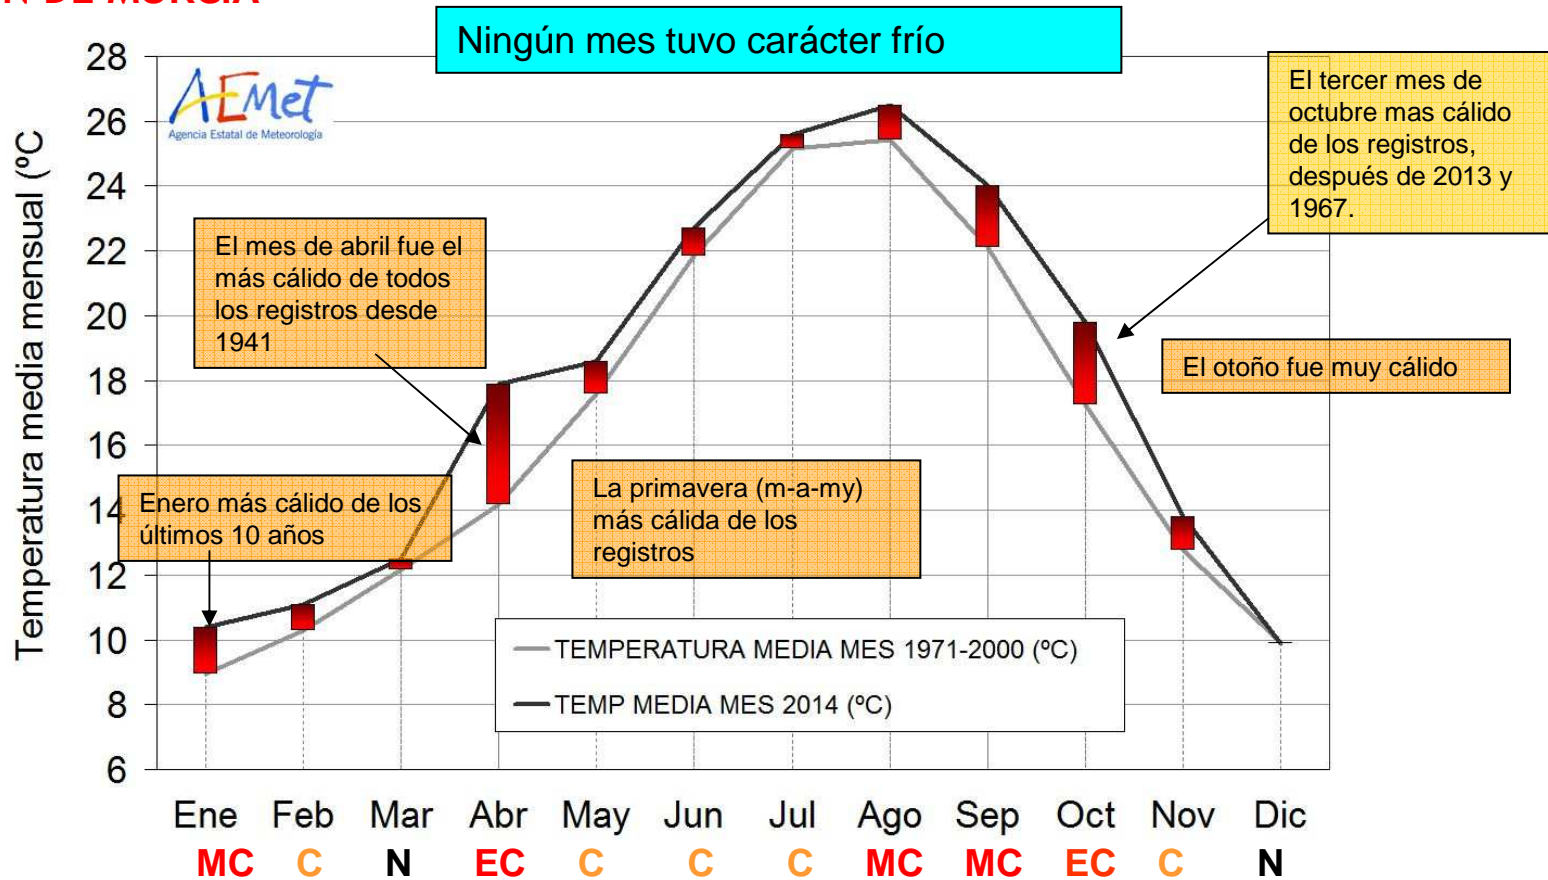 N DE MURCIA
Ningún mes tuvo carácter frío
AEMet
Agencia Estatal de Meteorología
El tercer mes de
octubre mas cálido
de los registros,
después de 2013 y
1967.
El mes de abril fue el
más cálido de todos
los registros desde
1941
El otoño fue muy cálido
Enero más cálido de los
últimos 10 años
La primavera (m-a-my)
más cálida de los
registros
Temperatura media mensual (ºC
28
26
24
22
20
18
16
14
12
10
8
6
TEMPERATURA MEDIA MES 1971-2000 (ºC)
TEMP MEDIA MES 2014 (ºC)
Ene Feb Mar Abr May Jun Jul Ago Sep Oct Nov Dic
MC C N EC C C C MC MC EC C N